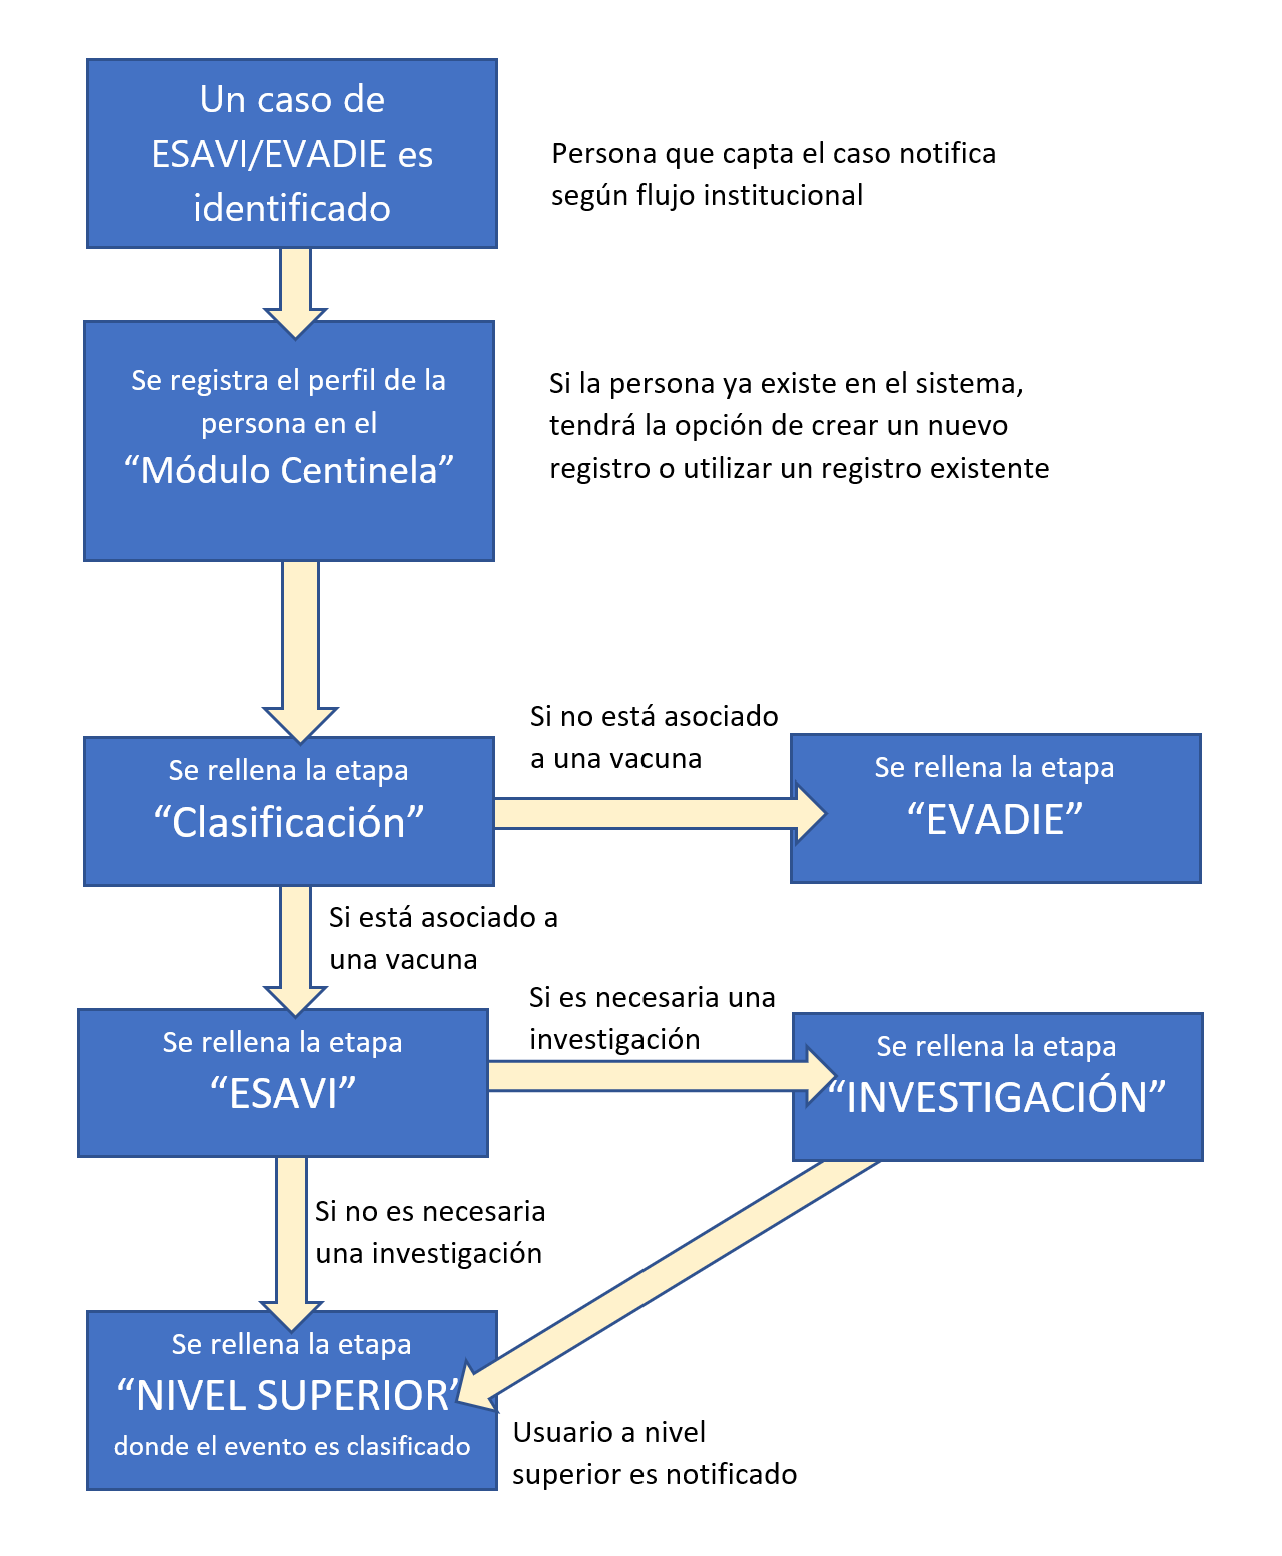 Un caso de
ESAVI/EVADIE es
identificado
Persona que capta el caso notifica
según flujo institucional
Se registra el perfil de la
persona en el
“Módulo Centinela”
Si la persona ya existe en el sistema,
tendrá la opción de crear un nuevo
registro o utilizar un registro existente
Si no está asociado
a una vacuna
Se rellena la etapa
“Clasificación”
Se rellena la etapa
“EVADIE”
Si está asociado a
una vacuna
Si es necesaria una
investigación
Se rellena la etapa
“ESAVI”
Se rellena la etapa
“INVESTIGACIÓN”
Si no es necesaria
una investigación
Se rellena la etapa
“NIVEL SUPERIOR”
donde el evento es clasificado
Usuario a nivel
superior es notificado